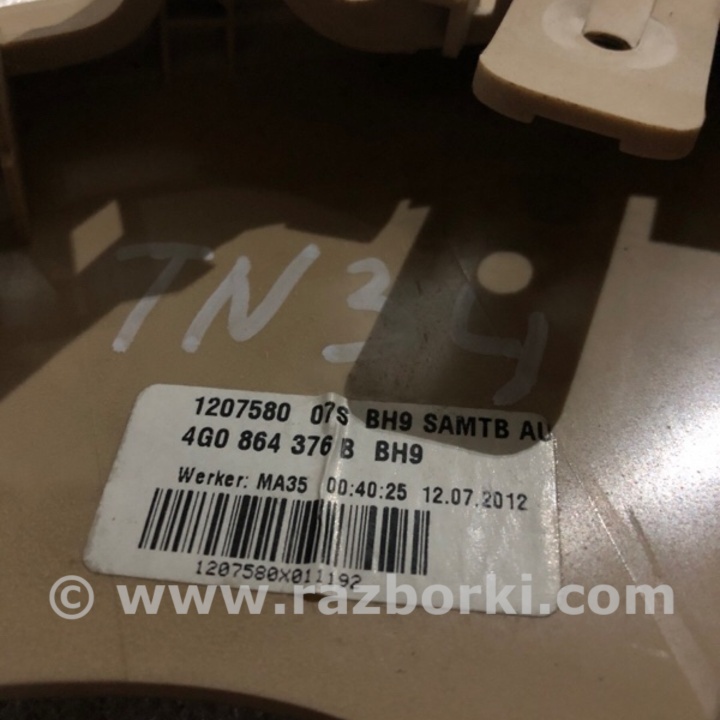 TN34
1207580 07S BH9 SAMTB AU
4G0 864 376 B BH9
Werker: MA35 00:40:25 12.07.2012
1207580X011192
© www.razborki.com